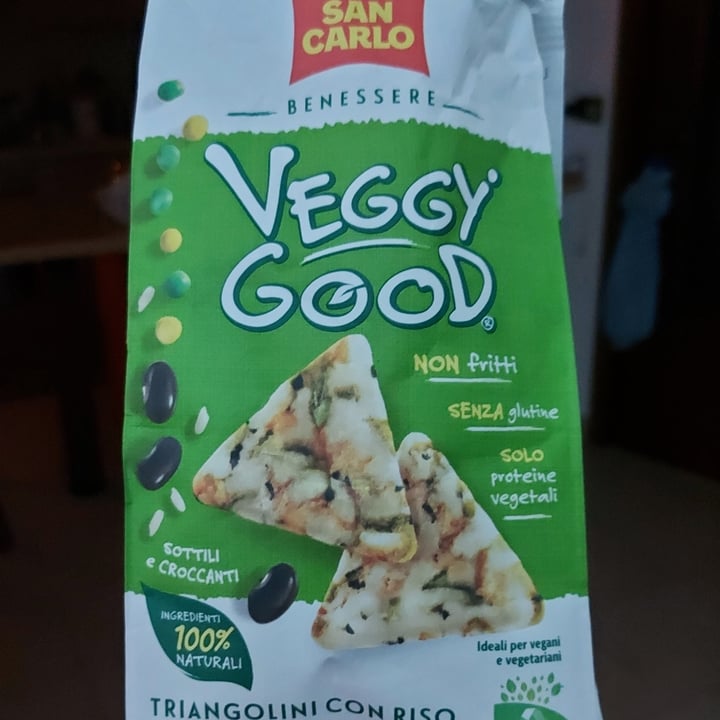 SAN
CARLO
BENESSERE
VEGGY
GOOD
®
NON fritti
SENZA glutine
SOLO
proteine
vegetali
SOTTILI
e CROCCANTI
INGREDIENTI
100%
NATURALI
Ideali per vegani
e vegetariani
TRIANGOLINI CON RISO